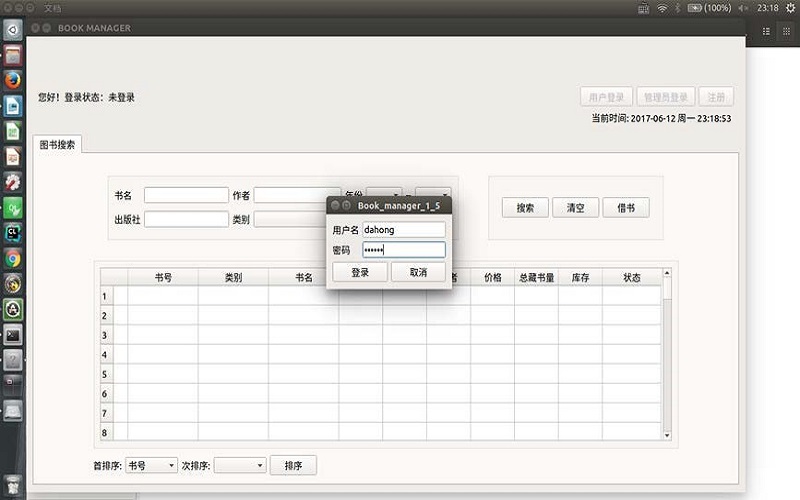 文档
(100%)
23:18
BOOK MANAGER
您好！登录状态：未登录
用户登录
管理员登录
注册
当前时间: 2017-06-12 周一 23:18:53
图书搜索
书名
作者
年份
搜索
清空
借书
出版社
类别
Book_manager_1_5
用户名
dahong
密码
登录
取消
书号
类别
书名
价格
总藏书量
库存
状态
1
2
3
4
5
6
7
8
首排序:
书号
次排序:
排序